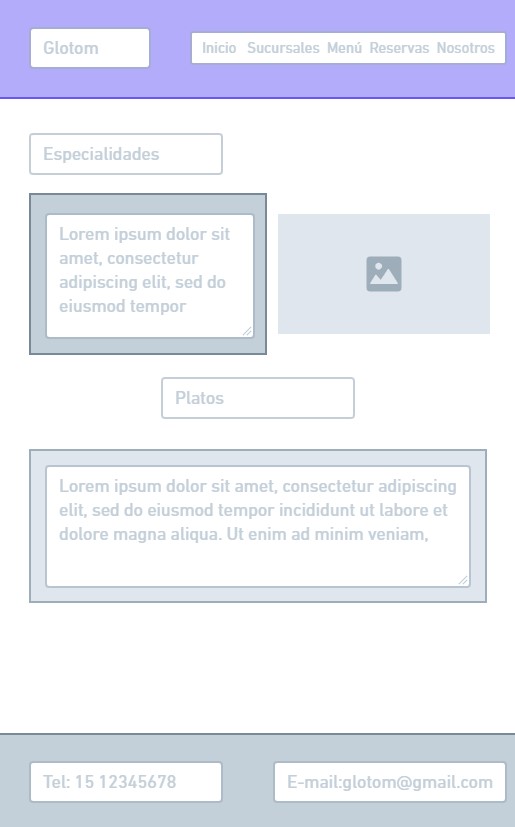 Glotom
Inicio Sucursales Menú Reservas Nosotros
Especialidades
Lorem ipsum dolor sit
amet, consectetur
adipiscing elit, sed do
eiusmod tempor
Platos
Lorem ipsum dolor sit amet, consectetur adipiscing
elit, sed do eiusmod tempor incididunt ut labore et
dolore magna aliqua. Ut enim ad minim veniam,
Tel: 15 12345678
E-mail:glotom@gmail.com